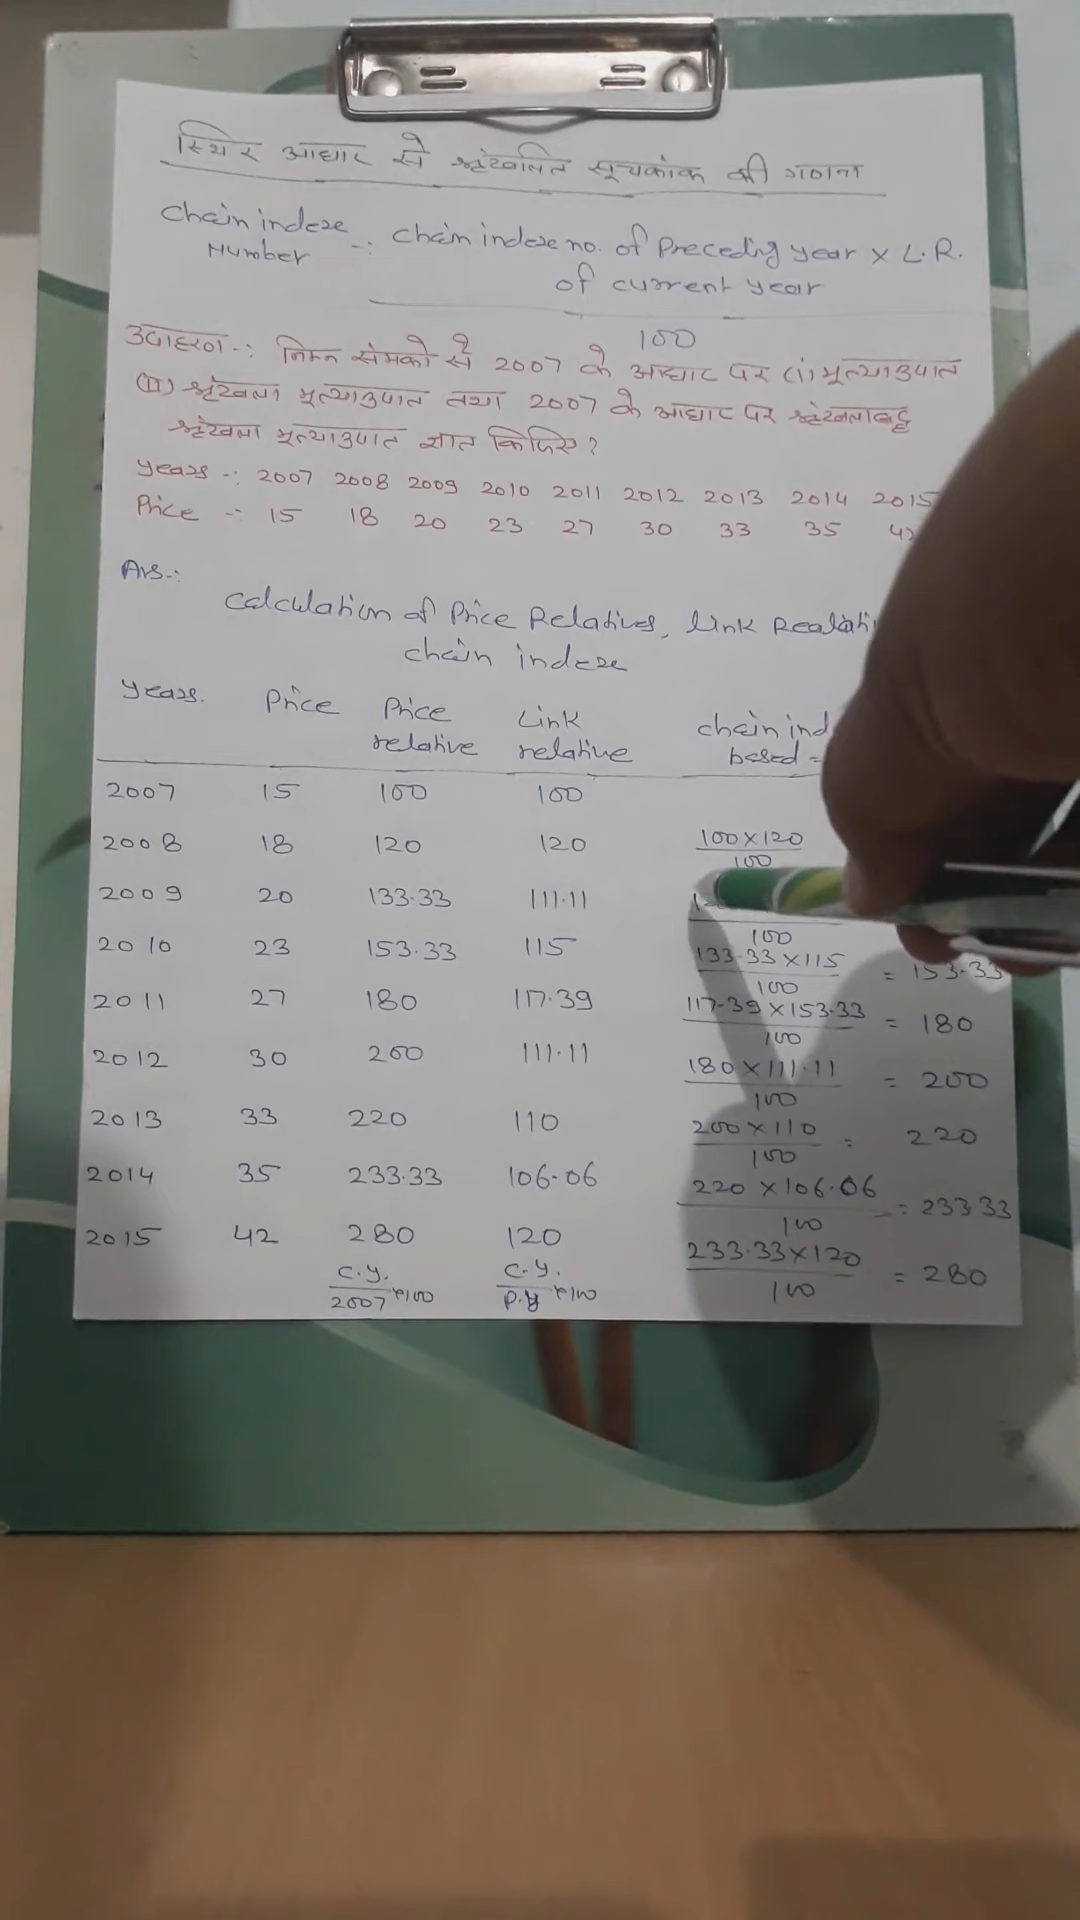 स्थिर आधार से श्रृंखलित सूचकांक की गणना
Chain indexe Number -: Chain indexe no. of Preceding year x L.R.
of current year
100
उदाहरण -: निम्न संमको से 2007 के आधार पर (i) मूल्यानुपात
(II) श्रृंखला मूल्यानुपात तथा 2007 के आधार पर श्रृंखलाबद्ध
श्रृंखला मूल्यानुपात ज्ञात किजिए?
years -: 2007 2008 2009 2010 2011 2012 2013 2014 2015
Price -: 15 18 20 23 27 30 33 35 42
Ans -:
Calculation of Price Relatives, Link
chain indexe
years. Price Price relative Link relative chain ind
based =
2007 15 100 100
2008 18 120 120 100 x 120 / 100
2009 20 133.33 111.11 / 100
2010 23 153.33 115 133.33 x 115 / 100 = 153.33
2011 27 180 117.39 117.39 x 153.33 / 100 = 180
2012 30 200 111.11 180 x 111.11 / 100 = 200
2013 33 220 110 200 x 110 / 100 = 220
2014 35 233.33 106.06 220 x 106.06 / 100 = 233.33
2015 42 280 120 233.33 x 120 / 100 = 280
C.Y. / 2007 x 100 C.Y. / P.Y x 100